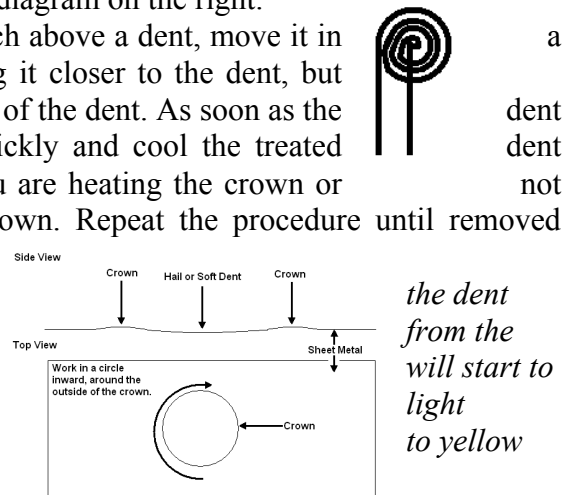 diagram on the right.
ch above a dent, move it in a
g it closer to the dent, but
of the dent. As soon as the dent
ickly and cool the treated dent
u are heating the crown or not
own. Repeat the procedure until removed
Side View
Crown Hail or Soft Dent Crown
Top View
Sheet Metal
Work in a circle
inward, around the
outside of the crown.
Crown
the dent
from the
will start to
light
to yellow